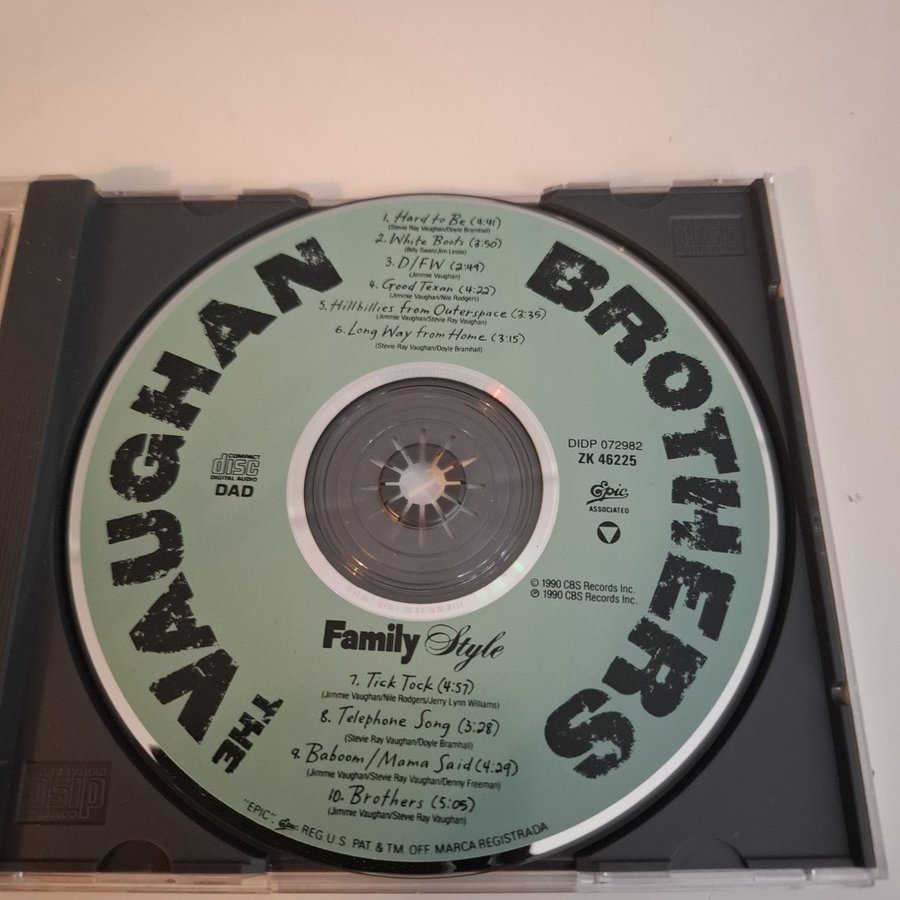 THE VAUGHAN BROTHERS
1. Hard to Be (4:41)
(Stevie Ray Vaughan/Doyle Bramhall)
2. White Boots (3:50)
(Billy Swan/Jim Leslie)
3. D/FW (2:49)
(Jimmie Vaughan)
4. Good Texan (4:22)
(Jimmie Vaughan/Nile Rodgers)
5. Hillbillies from Outerspace (3:35)
(Jimmie Vaughan/Stevie Ray Vaughan)
6. Long Way from Home (3:15)
(Stevie Ray Vaughan/Doyle Bramhall)
COMPACT
disc
DIGITAL AUDIO
DAD
DIDP 072982
ZK 46225
Epic
ASSOCIATED
© 1990 CBS Records Inc.
℗ 1990 CBS Records Inc.
Family Style
7. Tick Tock (4:57)
(Jimmie Vaughan/Nile Rodgers/Jerry Lynn Williams)
8. Telephone Song (3:28)
(Stevie Ray Vaughan/Doyle Bramhall)
9. Baboom/Mama Said (4:29)
(Jimmie Vaughan/Stevie Ray Vaughan/Denny Freeman)
10. Brothers (5:05)
(Jimmie Vaughan/Stevie Ray Vaughan)
"EPIC", Epic REG. U.S. PAT. & TM. OFF. MARCA REGISTRADA